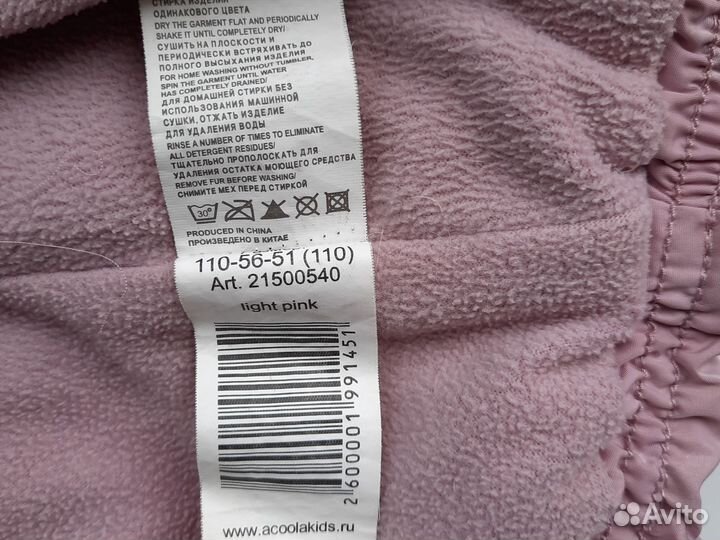 СТИРКА ИЗДЕЛИЯ
ОДИНАКОВОГО ЦВЕТА
DRY THE GARMENT FLAT AND PERIODICALLY
SHAKE IT UNTIL COMPLETELY DRY/
СУШИТЬ НА ПЛОСКОСТИ И
ПЕРИОДИЧЕСКИ ВСТРЯХИВАТЬ ДО
ПОЛНОГО ВЫСЫХАНИЯ ИЗДЕЛИЯ
FOR HOME WASHING WITHOUT TUMBLER,
SPIN THE GARMENT UNTIL WATER
HAS COMPLETELY DRAINED/
ДЛЯ ДОМАШНЕЙ СТИРКИ БЕЗ
ИСПОЛЬЗОВАНИЯ МАШИННОЙ
СУШКИ, ОТЖАТЬ ИЗДЕЛИЕ
ДЛЯ УДАЛЕНИЯ ВОДЫ
RINSE A NUMBER OF TIMES TO ELIMINATE
ALL DETERGENT RESIDUES/
ТЩАТЕЛЬНО ПРОПОЛОСКАТЬ ДЛЯ
УДАЛЕНИЯ ОСТАТКА МОЮЩЕГО СРЕДСТВА
REMOVE FUR BEFORE WASHING/
СНИМИТЕ МЕХ ПЕРЕД СТИРКОЙ
30°
PRODUCED IN CHINA
ПРОИЗВЕДЕНО В КИТАЕ
110-56-51 (110)
Art. 21500540
light pink
2600001991451
www.acoolakids.ru
Avito